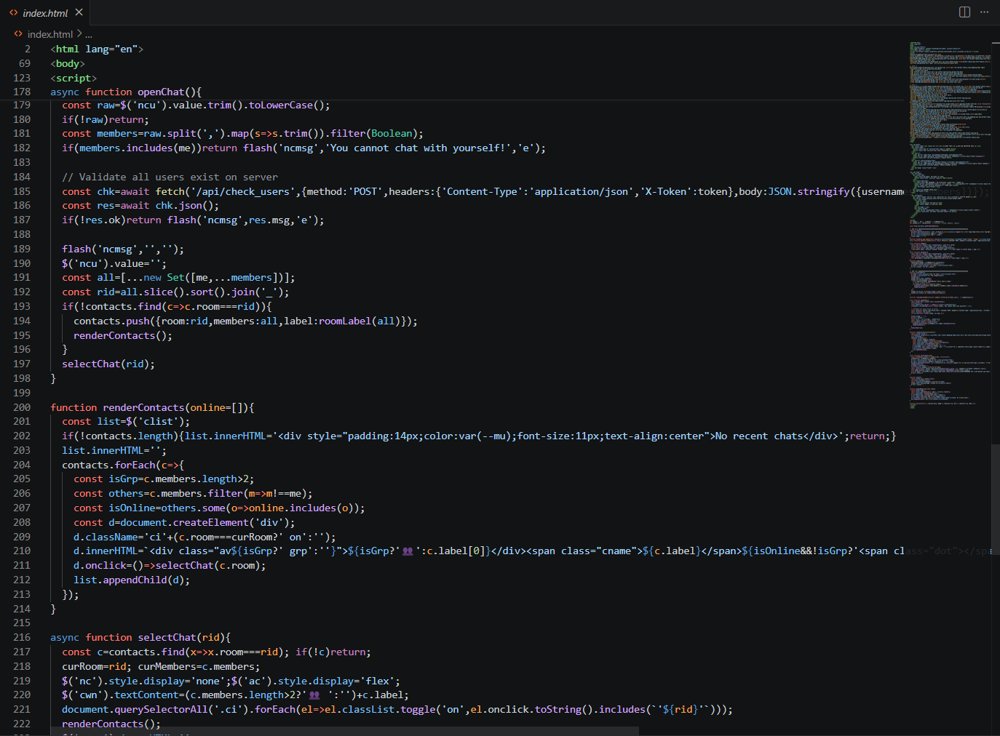 index.html
index.html > ...
2 <html lang="en">
69 <body>
123 <script>
178 async function openChat(){
179 const raw=$('ncu').value.trim().toLowerCase();
180 if(!raw)return;
181 const members=raw.split(',').map(s=>s.trim()).filter(Boolean);
182 if(members.includes(me))return flash('ncmsg','You cannot chat with yourself!','e');
183
184 // Validate all users exist on server
185 const chk=await fetch('/api/check_users',{method:'POST',headers:{'Content-Type':'application/json','X-Token':token},body:JSON.stringify({username
186 const res=await chk.json();
187 if(!res.ok)return flash('ncmsg',res.msg,'e');
188
189 flash('ncmsg','','');
190 $('ncu').value='';
191 const all=[...new Set([me,...members])];
192 const rid=all.slice().sort().join('_');
193 if(!contacts.find(c=>c.room===rid)){
194 contacts.push({room:rid,members:all,label:roomLabel(all)});
195 renderContacts();
196 }
197 selectChat(rid);
198 }
199
200 function renderContacts(online=[]){
201 const list=$('clist');
202 if(!contacts.length){list.innerHTML='<div style="padding:14px;color:var(--mu);font-size:11px;text-align:center">No recent chats</div>';return;}
203 list.innerHTML='';
204 contacts.forEach(c=>{
205 const isGrp=c.members.length>2;
206 const others=c.members.filter(m=>m!==me);
207 const isOnline=others.some(o=>online.includes(o));
208 const d=document.createElement('div');
209 d.className='ci'+(c.room===curRoom?' on':'');
210 d.innerHTML=`<div class="av${isGrp?' grp':''}">${isGrp?'👥':c.label[0]}</div><span class="cname">${c.label}</span>${isOnline&&!isGrp?'<span class="dot"></spa
211 d.onclick=()=>selectChat(c.room);
212 list.appendChild(d);
213 });
214 }
215
216 async function selectChat(rid){
217 const c=contacts.find(x=>x.room===rid); if(!c)return;
218 curRoom=rid; curMembers=c.members;
219 $('nc').style.display='none';$('ac').style.display='flex';
220 $('cwn').textContent=(c.members.length>2?'👥 ':'')+c.label;
221 document.querySelectorAll('.ci').forEach(el=>el.classList.toggle('on',el.onclick.toString().includes(`'${rid}'`)));
222 renderContacts();